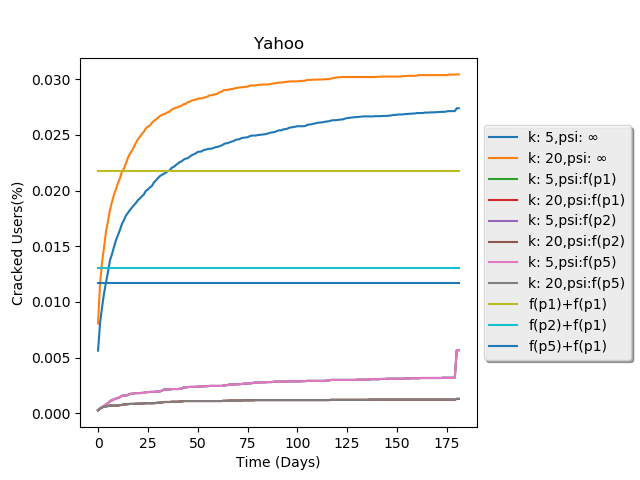 Yahoo
Cracked Users(%)
0.030
0.025
0.020
0.015
0.010
0.005
0.000
0
25
50
75
100
125
150
175
Time (Days)
k: 5,psi: ∞
k: 20,psi: ∞
k: 5,psi:f(p1)
k: 20,psi:f(p1)
k: 5,psi:f(p2)
k: 20,psi:f(p2)
k: 5,psi:f(p5)
k: 20,psi:f(p5)
f(p1)+f(p1)
f(p2)+f(p1)
f(p5)+f(p1)